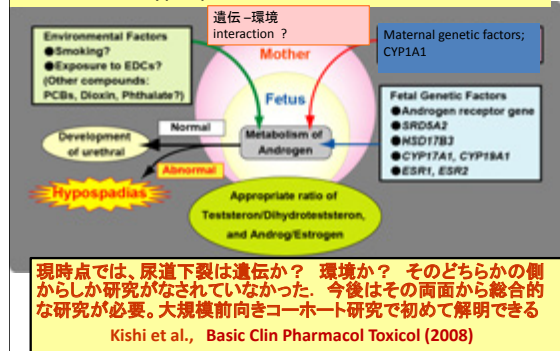 遺伝 –環境
interaction ?
Environmental Factors
●Smoking?
●Exposure to EDCs?
(Other compounds:
PCBs, Dioxin, Phthalate?)
Mother
Maternal genetic factors;
CYP1A1
Fetus
Fetal Genetic Factors
●Androgen receptor gene
●SRD5A2
●HSD17B3
●CYP17A1, CYP19A1
●ESR1, ESR2
Normal
Development
of urethral
Metabolism of
Androgen
Abnormal
Hypospadias
Appropriate ratio of
Teststeron/Dihydroteststeron,
and Androg/Estrogen
現時点では、尿道下裂は遺伝か? 環境か? そのどちらかの側
からしか研究がなされていなかった. 今後はその両面から総合的
な研究が必要。大規模前向きコーホート研究で初めて解明できる
Kishi et al., Basic Clin Pharmacol Toxicol (2008)